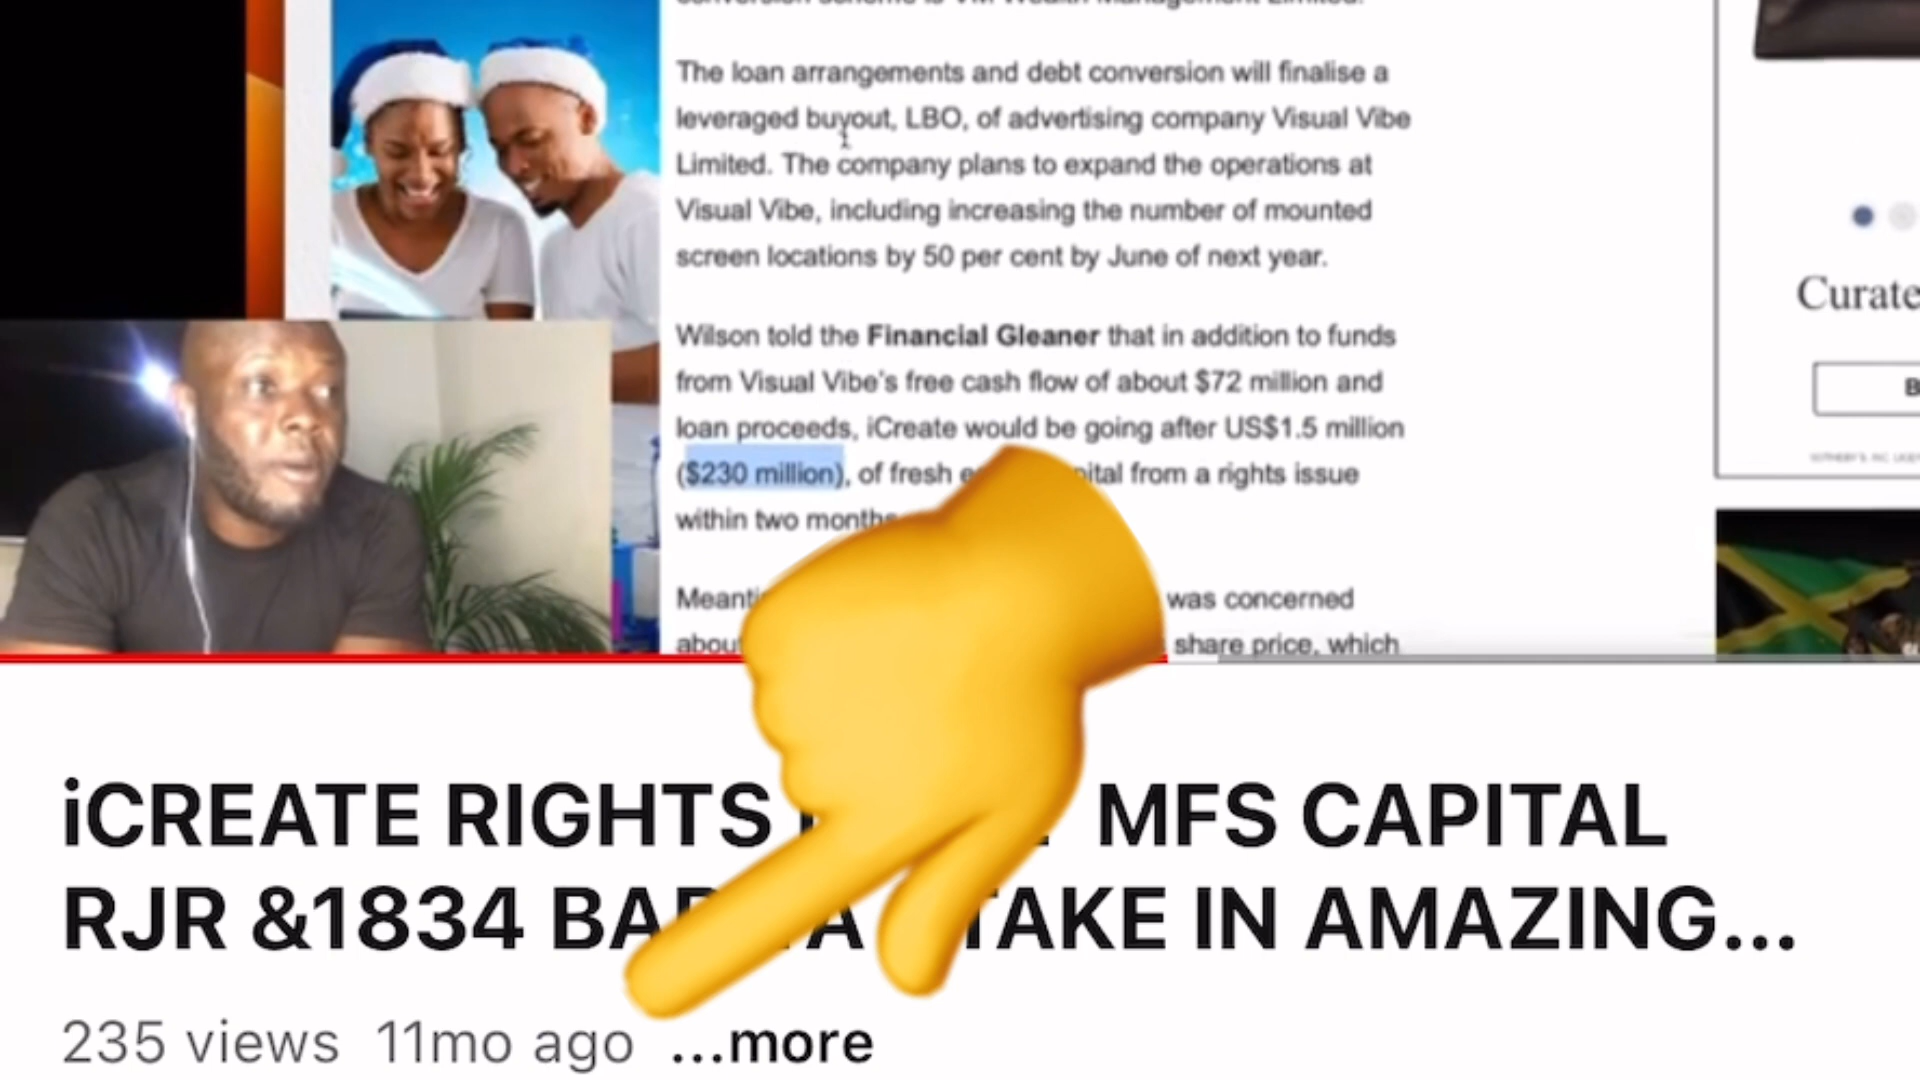 The loan arrangements and debt conversion will finalise a
leveraged buyout, LBO, of advertising company Visual Vibe
Limited. The company plans to expand the operations at
Visual Vibe, including increasing the number of mounted
screen locations by 50 per cent by June of next year.
Wilson told the Financial Gleaner that in addition to funds
from Visual Vibe's free cash flow of about $72 million and
loan proceeds, iCreate would be going after US$1.5 million
($230 million), of fresh from a rights issue
within two months
was concerned
share price, which
Curate
B
iCREATE RIGHTS MFS CAPITAL
RJR &1834 IN AMAZING...
235 views 11mo ago ...more